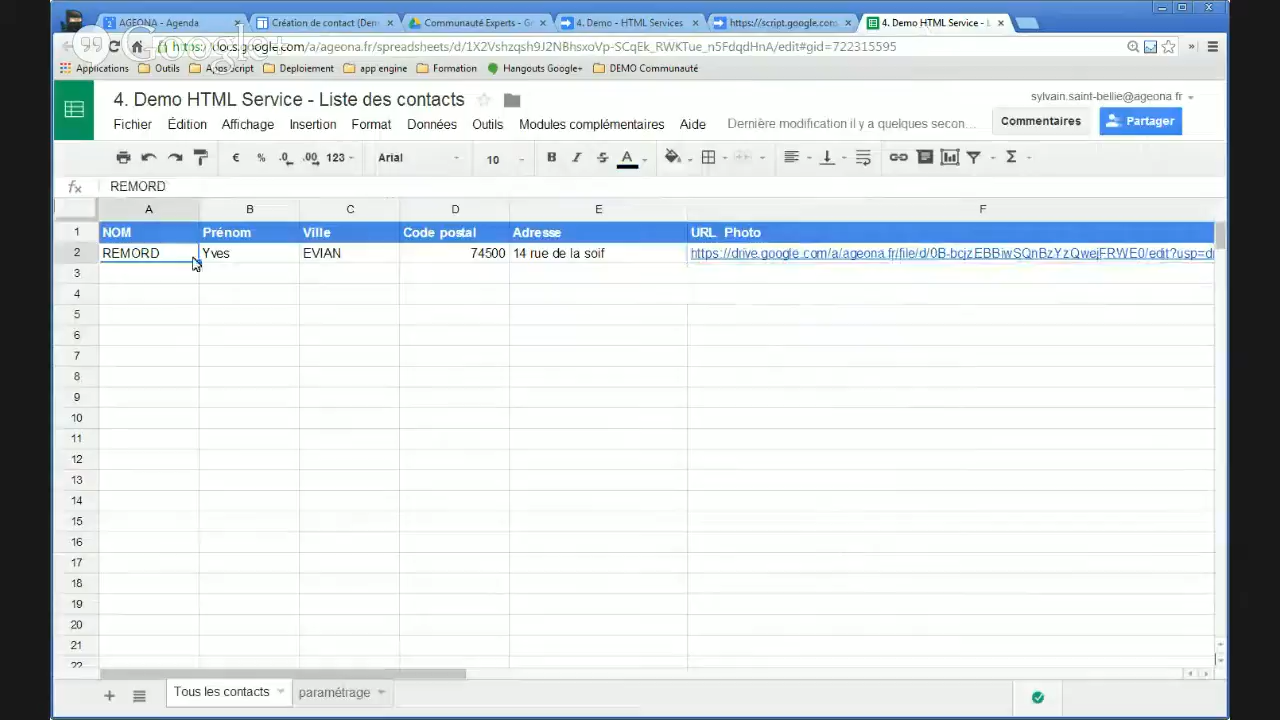 AGEONA - Agenda
Création de contact (Dem
Communauté Experts - G
4. Demo - HTML Services
https://script.google.com
4. Demo HTML Service - L
Google+
docs.google.com/a/ageona.fr/spreadsheets/d/1X2Vshzqsh9J2NBhsxoVp-SCqEk_RWKTue_n5FdqdHnA/edit#gid=722315595
Applications
Outils
Apps Script
Deploiement
app engine
Formation
Hangouts Google+
DEMO Communauté
4. Demo HTML Service - Liste des contacts
sylvain.saint-bellie@ageona.fr
Fichier Édition Affichage Insertion Format Données Outils Modules complémentaires Aide
Dernière modification il y a quelques secon...
Commentaires
Partager
€ % .0 .00 123
Arial
10
B I S A Σ
fx REMORD
A B C D E F
1 NOM Prénom Ville Code postal Adresse URL Photo
2 REMORD Yves EVIAN 74500 14 rue de la soif https://drive.google.com/a/ageona.fr/file/d/0B-bcjzEBBiwSQnBzYzQwejFRWE0/edit?usp=d
3
4
5
6
7
8
9
10
11
12
13
14
15
16
17
18
19
20
21
22
Tous les contacts
paramétrage